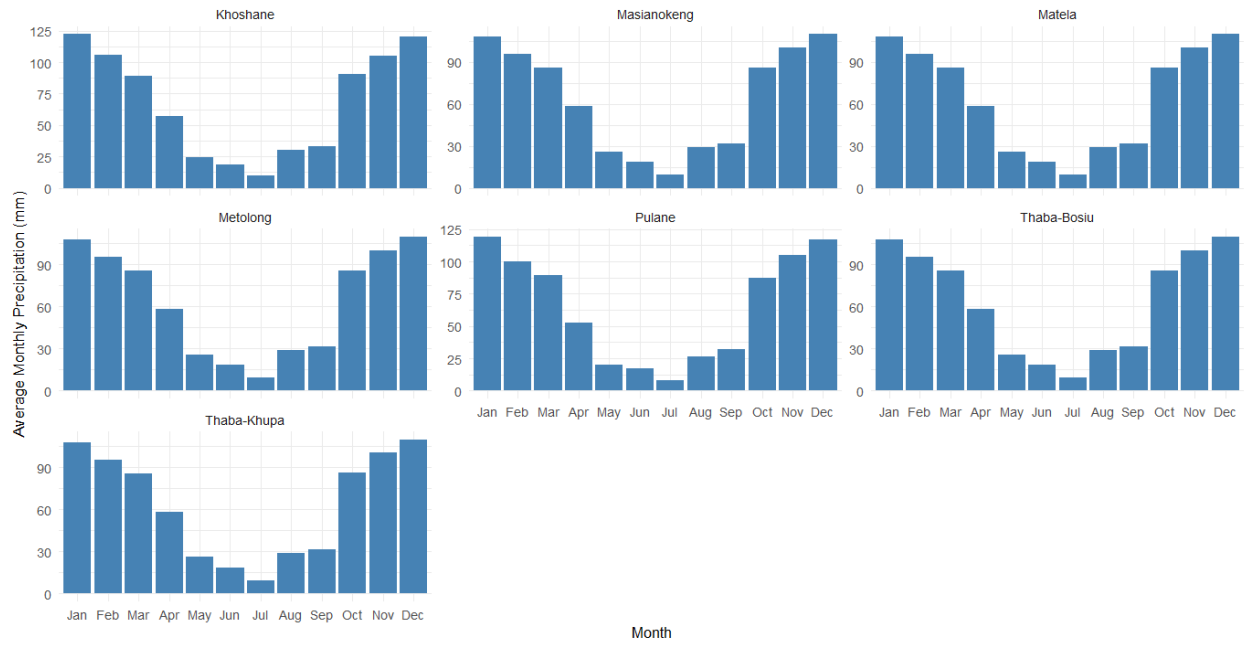 Average Monthly Precipitation (mm)
Khoshane
125
100
75
50
25
0
Masianokeng
90
60
30
0
Matela
90
60
30
0
Metolong
90
60
30
0
Pulane
125
100
75
50
25
0
Jan Feb Mar Apr May Jun Jul Aug Sep Oct Nov Dec
Thaba-Bosiu
90
60
30
0
Jan Feb Mar Apr May Jun Jul Aug Sep Oct Nov Dec
Thaba-Khupa
90
60
30
0
Jan Feb Mar Apr May Jun Jul Aug Sep Oct Nov Dec
Month